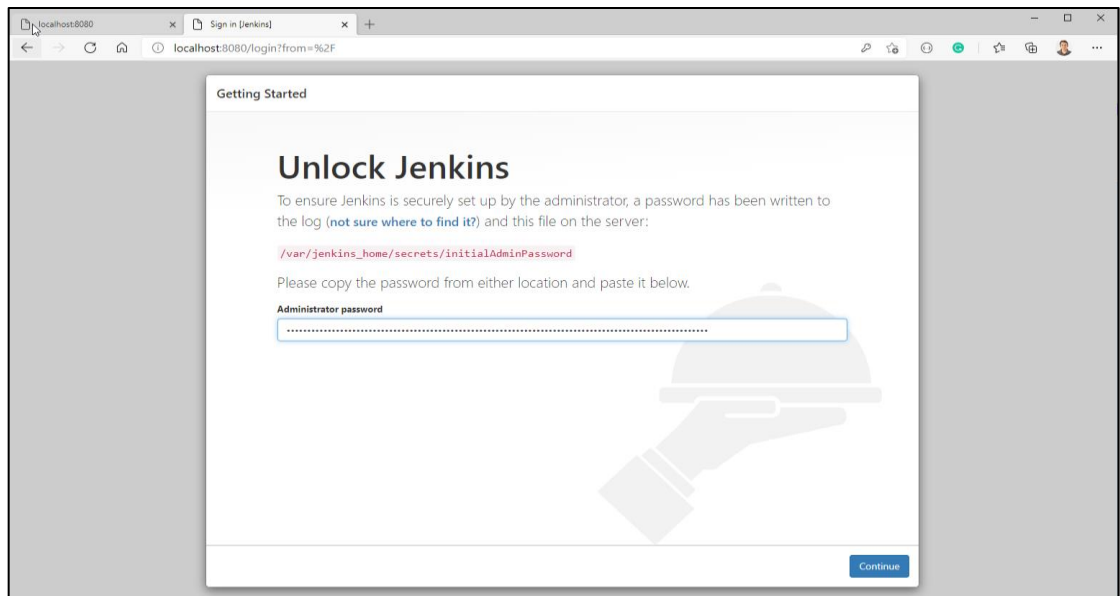 localhost:8080
Sign in [Jenkins]
localhost:8080/login?from=%2F
Getting Started
Unlock Jenkins
To ensure Jenkins is securely set up by the administrator, a password has been written to
the log (not sure where to find it?) and this file on the server:
/var/jenkins_home/secrets/initialAdminPassword
Please copy the password from either location and paste it below.
Administrator password
Continue